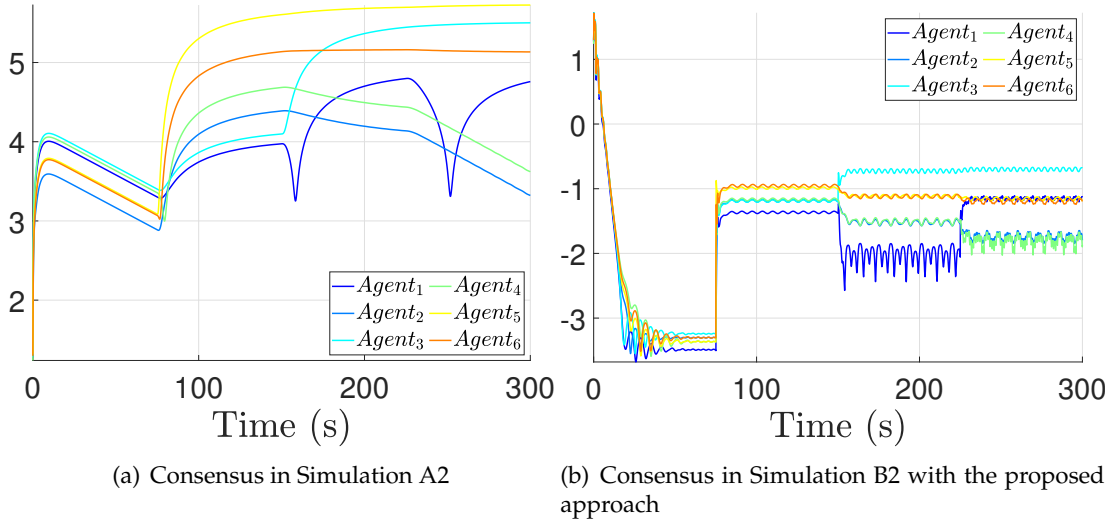 5
4
3
2
0
100
200
300
Time (s)
Agent1
Agent2
Agent3
Agent4
Agent5
Agent6
(a) Consensus in Simulation A2
1
0
-1
-2
-3
0
100
200
300
Time (s)
Agent1
Agent2
Agent3
Agent4
Agent5
Agent6
(b) Consensus in Simulation B2 with the proposed
approach